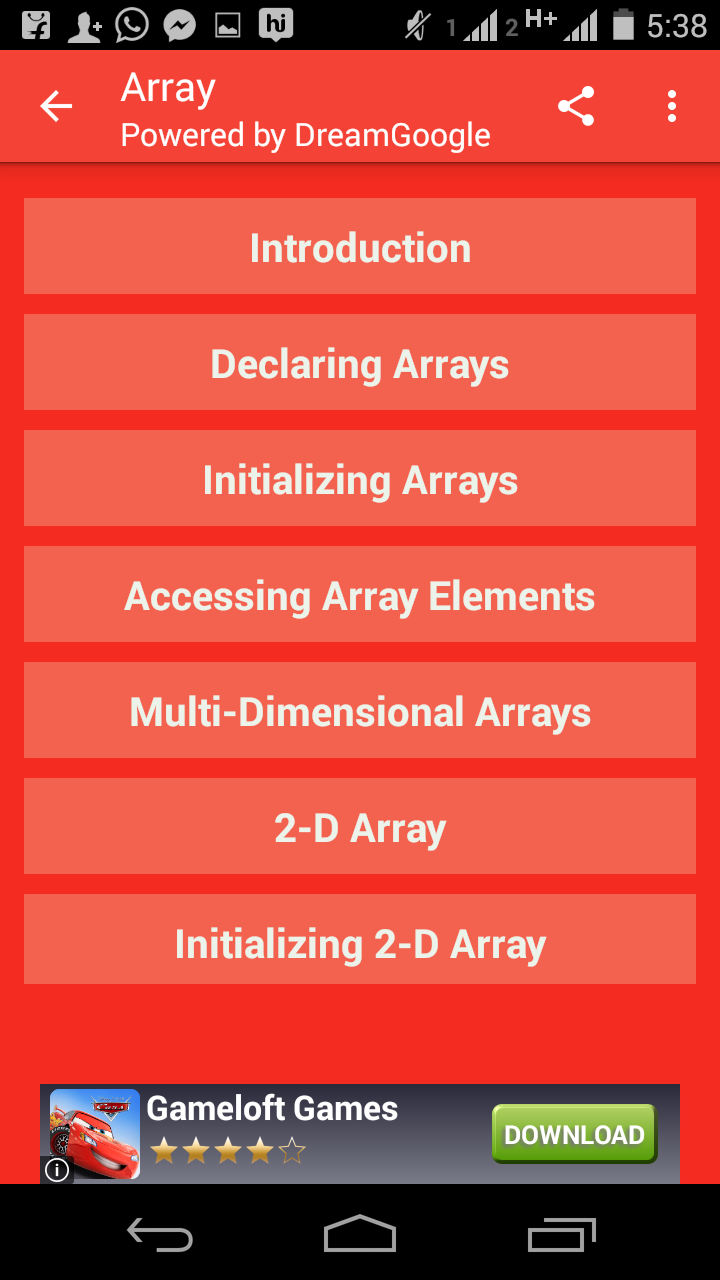 hi 1 2 H+ 5:38
Array
Powered by DreamGoogle
Introduction
Declaring Arrays
Initializing Arrays
Accessing Array Elements
Multi-Dimensional Arrays
2-D Array
Initializing 2-D Array
Gameloft Games
DOWNLOAD